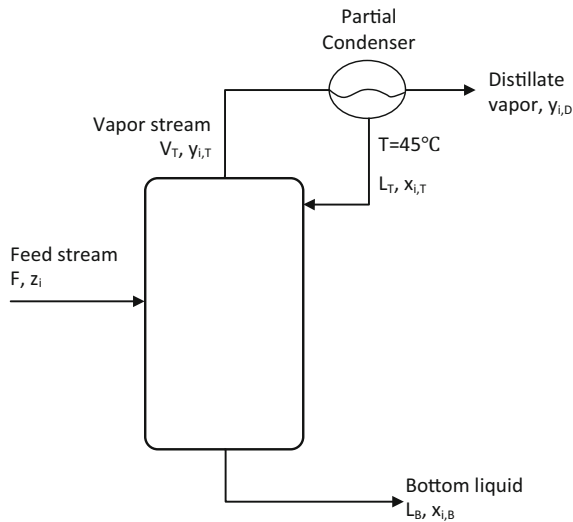 Partial
Condenser
Distillate
vapor, yi,D
Vapor stream
VT, yi,T
T=45℃
LT, xi,T
Feed stream
F, zi
Bottom liquid
LB, xi,B